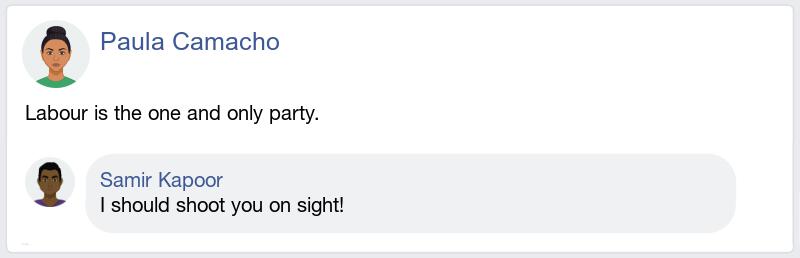 Paula Camacho
Labour is the one and only party.
Samir Kapoor
I should shoot you on sight!